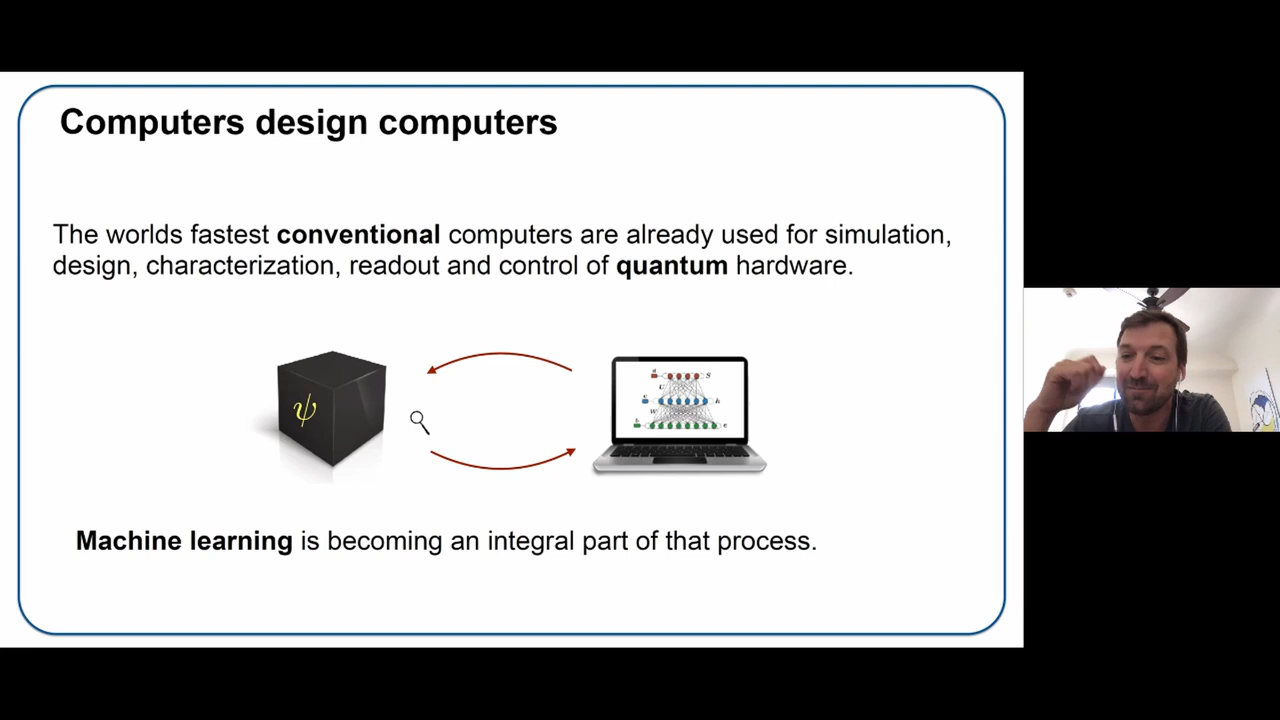 Computers design computers
The worlds fastest conventional computers are already used for simulation,
design, characterization, readout and control of quantum hardware.
ψ
Machine learning is becoming an integral part of that process.